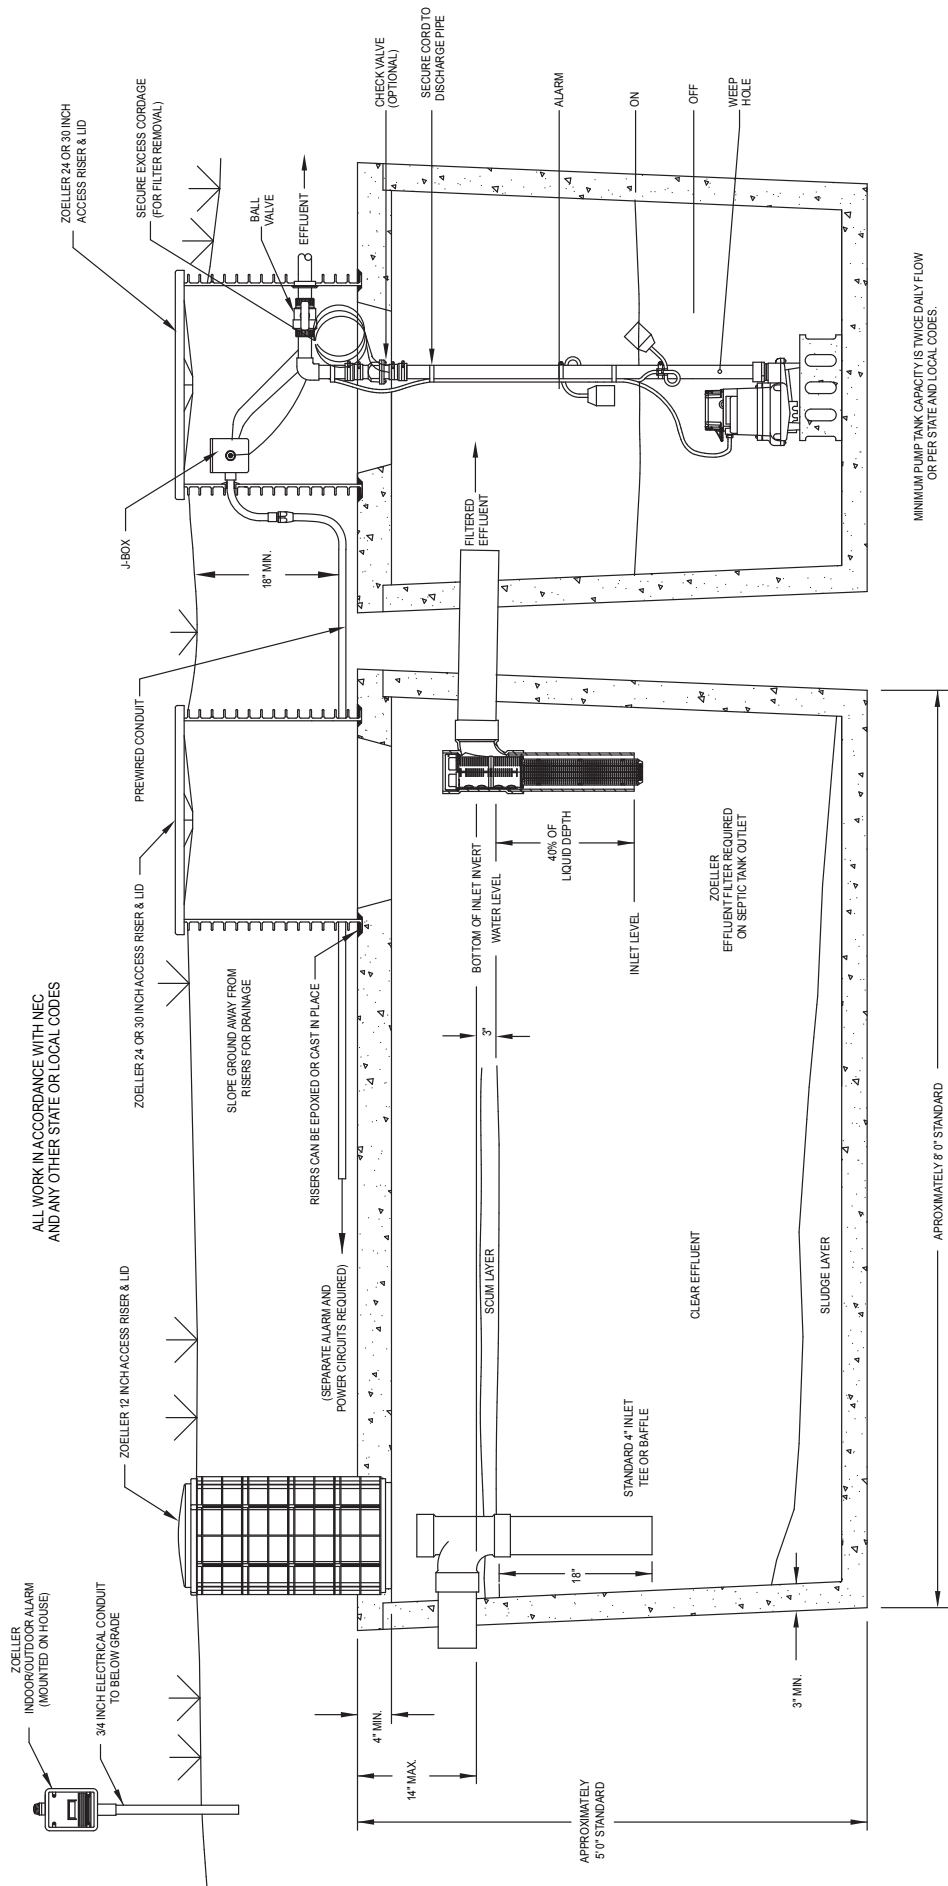 ALL WORK IN ACCORDANCE WITH NEC
AND ANY OTHER STATE OR LOCAL CODES
ZOELLER
INDOOR/OUTDOOR ALARM
(MOUNTED ON HOUSE)
3/4 INCH ELECTRICAL CONDUIT
TO BELOW GRADE
ZOELLER 12 INCH ACCESS RISER & LID
ZOELLER 24 OR 30 INCH ACCESS RISER & LID
PREWIRED CONDUIT
J-BOX
ZOELLER 24 OR 30 INCH
ACCESS RISER & LID
SECURE EXCESS CORDAGE
(FOR FILTER REMOVAL)
BALL
VALVE
EFFLUENT
SLOPE GROUND AWAY FROM
RISERS FOR DRAINAGE
18" MIN.
RISERS CAN BE EPOXIED OR CAST IN PLACE
(SEPARATE ALARM AND
POWER CIRCUITS REQUIRED)
CHECK VALVE
(OPTIONAL)
SECURE CORD TO
DISCHARGE PIPE
4" MIN.
14" MAX.
BOTTOM OF INLET INVERT
WATER LEVEL
3"
SCUM LAYER
FILTERED
EFFLUENT
ALARM
40% OF
LIQUID DEPTH
INLET LEVEL
ON
OFF
WEEP
HOLE
18"
STANDARD 4" INLET
TEE OR BAFFLE
CLEAR EFFLUENT
ZOELLER
EFFLUENT FILTER REQUIRED
ON SEPTIC TANK OUTLET
SLUDGE LAYER
3" MIN.
APPROXIMATELY
5' 0" STANDARD
APROXIMATELY 8' 0" STANDARD
MINIMUM PUMP TANK CAPACITY IS TWICE DAILY FLOW
OR PER STATE AND LOCAL CODES.